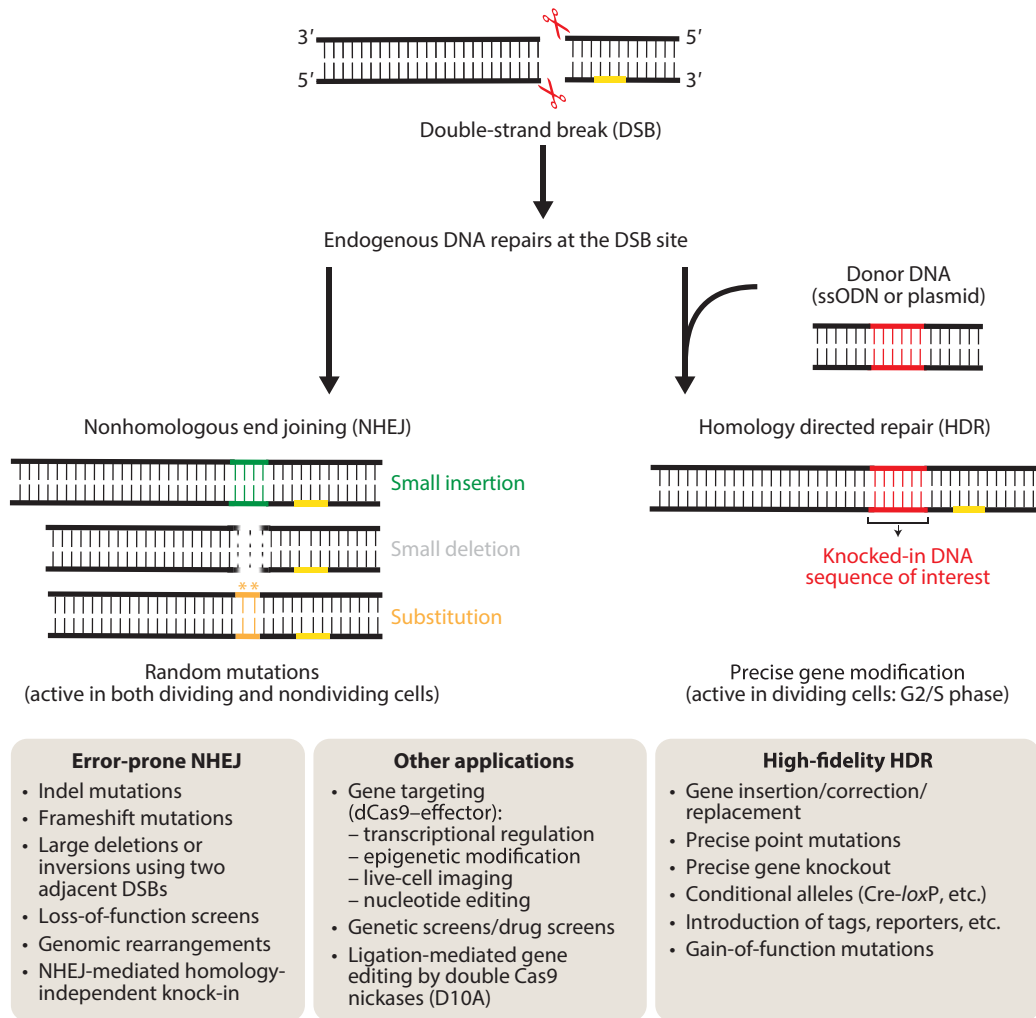 3′
5′
5′
3′
Double-strand break (DSB)
Endogenous DNA repairs at the DSB site
Donor DNA
(ssODN or plasmid)
Nonhomologous end joining (NHEJ)
Small insertion
Small deletion
**
Substitution
Random mutations
(active in both dividing and nondividing cells)
Homology directed repair (HDR)
Knocked-in DNA
sequence of interest
Precise gene modification
(active in dividing cells: G2/S phase)
Error-prone NHEJ
• Indel mutations
• Frameshift mutations
• Large deletions or
inversions using two
adjacent DSBs
• Loss-of-function screens
• Genomic rearrangements
• NHEJ-mediated homology-
independent knock-in
Other applications
• Gene targeting
(dCas9–effector):
– transcriptional regulation
– epigenetic modification
– live-cell imaging
– nucleotide editing
• Genetic screens/drug screens
• Ligation-mediated gene
editing by double Cas9
nickases (D10A)
High-fidelity HDR
• Gene insertion/correction/
replacement
• Precise point mutations
• Precise gene knockout
• Conditional alleles (Cre-loxP, etc.)
• Introduction of tags, reporters, etc.
• Gain-of-function mutations